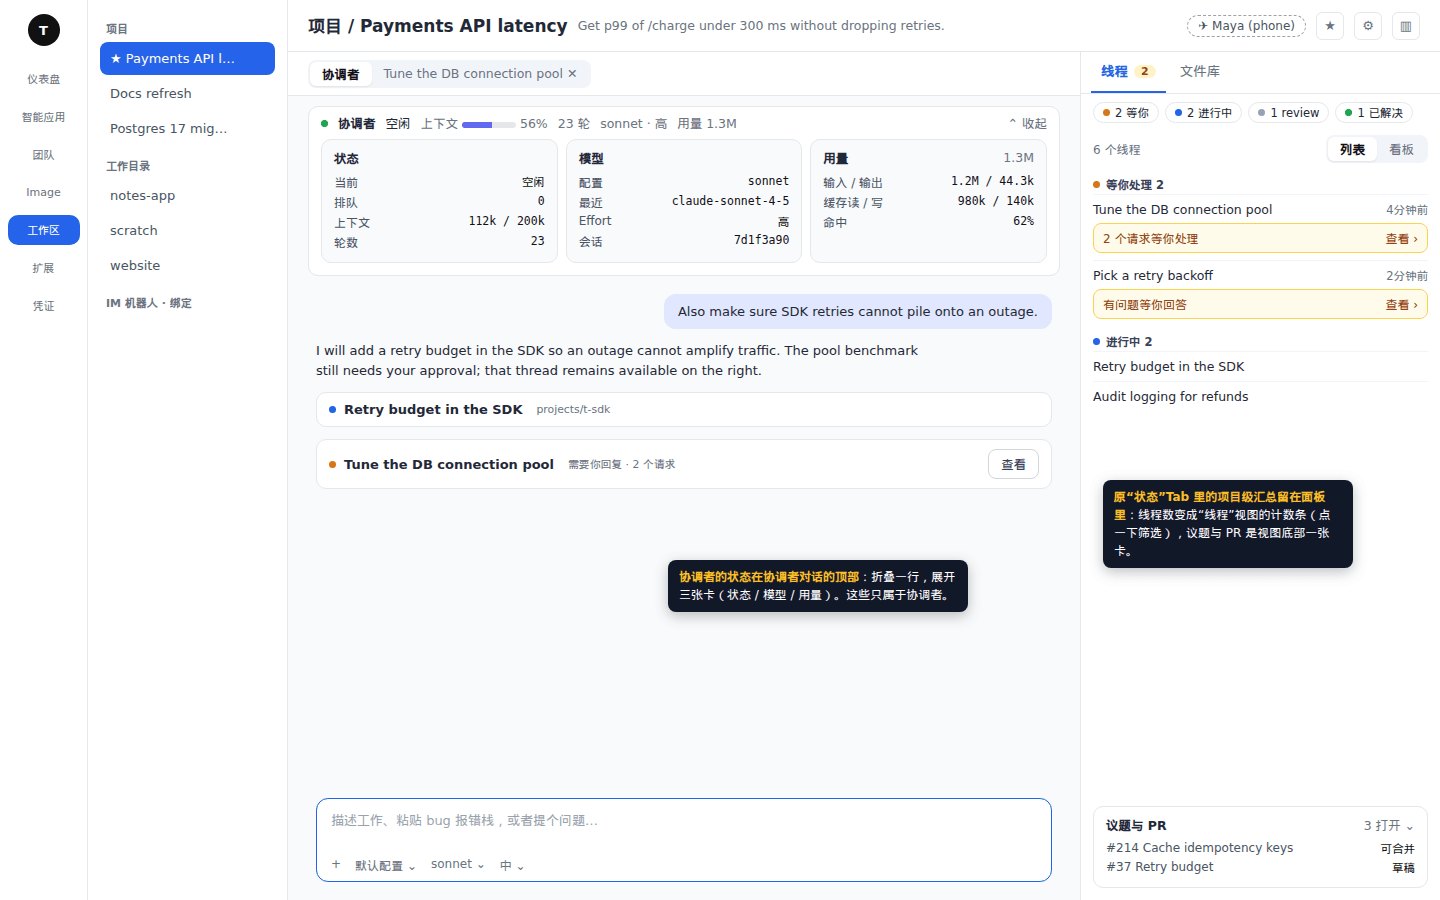 T
仪表盘
智能应用
团队
Image
工作区
扩展
凭证
项目
★ Payments API l…
Docs refresh
Postgres 17 mig…
工作目录
notes-app
scratch
website
IM 机器人 · 绑定
项目 / Payments API latency Get p99 of /charge under 300 ms without dropping retries.
✈ Maya (phone) ★ ⚙ ▥
协调者 Tune the DB connection pool ✕
协调者 空闲 上下文 56% 23 轮 sonnet · 高 用量 1.3M ⌃ 收起
状态
当前 空闲
排队 0
上下文 112k / 200k
轮数 23
模型
配置 sonnet
最近 claude-sonnet-4-5
Effort 高
会话 7d1f3a90
用量 1.3M
输入 / 输出 1.2M / 44.3k
缓存读 / 写 980k / 140k
命中 62%
Also make sure SDK retries cannot pile onto an outage.
I will add a retry budget in the SDK so an outage cannot amplify traffic. The pool benchmark
still needs your approval; that thread remains available on the right.
Retry budget in the SDK projects/t-sdk
Tune the DB connection pool 需要你回复 · 2 个请求 查看
协调者的状态在协调者对话的顶部：折叠一行，展开
三张卡（状态 / 模型 / 用量）。这些只属于协调者。
描述工作、粘贴 bug 报错栈，或者提个问题…
+ 默认配置 ⌄ sonnet ⌄ 中 ⌄
线程 2 文件库
2 等你 2 进行中 1 review 1 已解决
6 个线程 列表 看板
等你处理 2
Tune the DB connection pool 4分钟前
2 个请求等你处理 查看 ›
Pick a retry backoff 2分钟前
有问题等你回答 查看 ›
进行中 2
Retry budget in the SDK
Audit logging for refunds
原“状态”Tab 里的项目级汇总留在面板
里：线程数变成“线程”视图的计数条（点
一下筛选），议题与 PR 是视图底部一张
卡。
议题与 PR 3 打开 ⌄
#214 Cache idempotency keys 可合并
#37 Retry budget 草稿